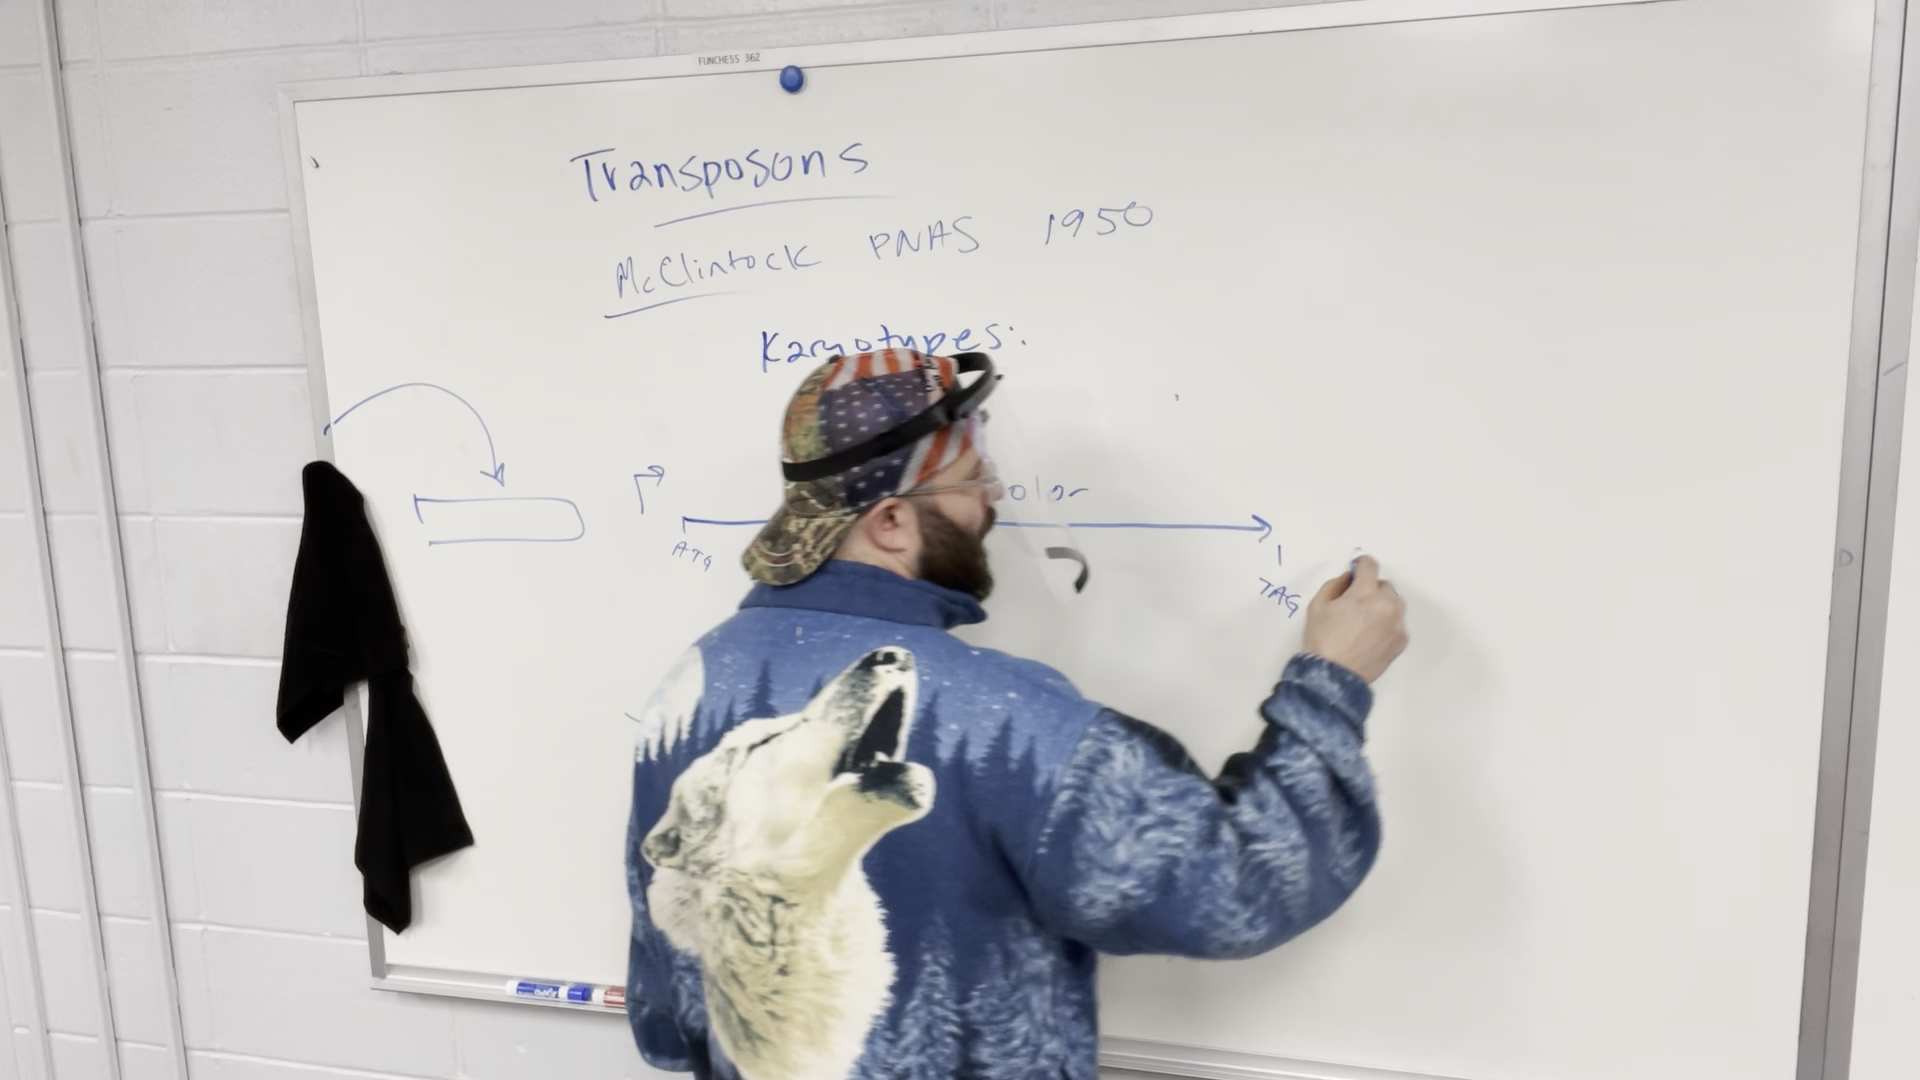 FUNCHESS 362
Transposons
McClintock PNAS 1950
Karyotypes:
olor
ATG
TAG